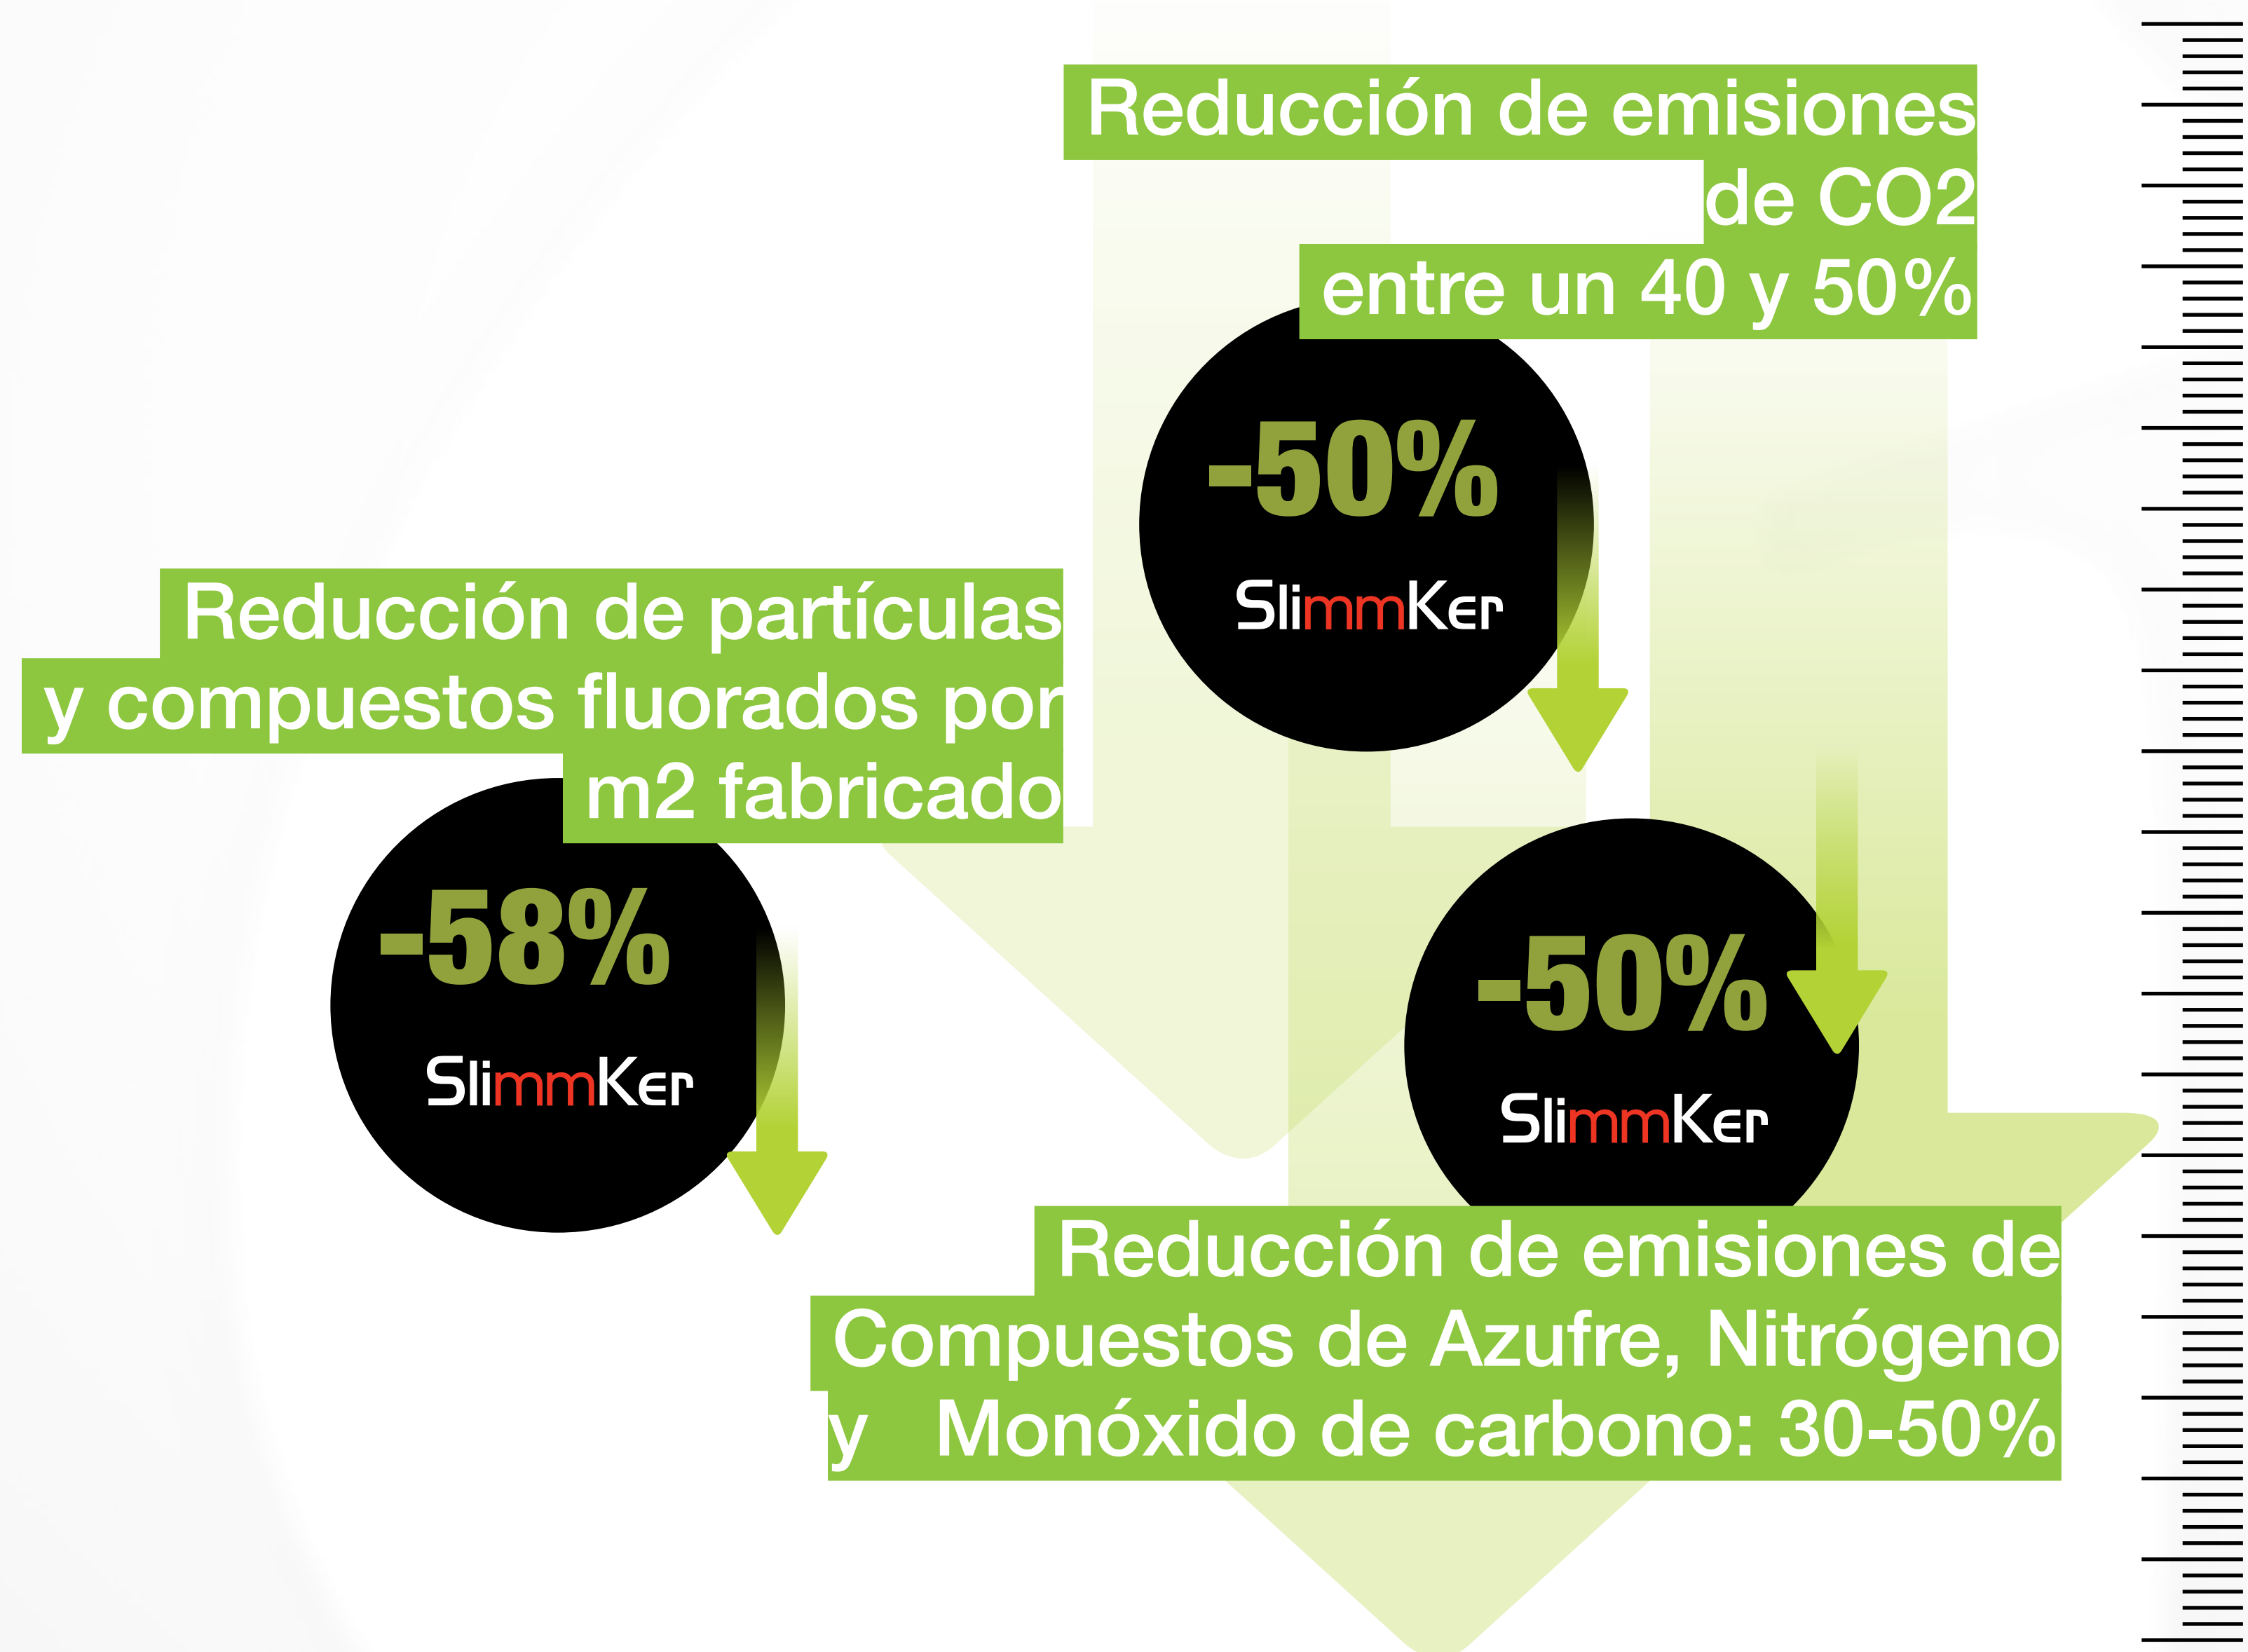 Reducción de emisiones
de CO2
entre un 40 y 50%
-50%
SlimmKer
Reducción de partículas
y compuestos fluorados por
m2 fabricado
-58%
SlimmKer
-50%
SlimmKer
Reducción de emisiones de
Compuestos de Azufre, Nitrógeno
y Monóxido de carbono: 30-50%